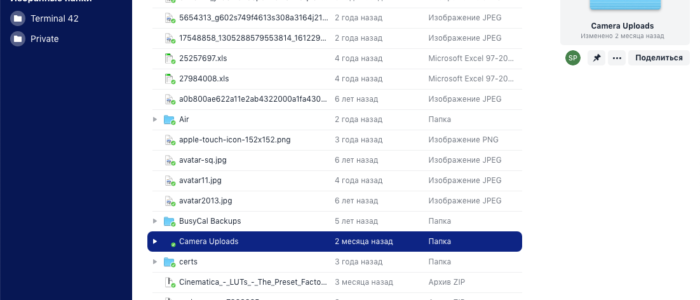 Terminal 42
Private
5654313_g602s749f4613s308a3164j21... 2 года назад Изображение JPEG
17548858_1305288579553814_161229... 2 года назад Изображение JPEG
25257697.xls 4 года назад Microsoft Excel 97-20...
27984008.xls 4 года назад Microsoft Excel 97-20...
a0b800ae622a11e2ab4322000a1fa430... 6 лет назад Изображение JPEG
Air 2 года назад Папка
apple-touch-icon-152x152.png 3 года назад Изображение PNG
avatar-sq.jpg 6 лет назад Изображение JPEG
avatar11.jpg 4 года назад Изображение JPEG
avatar2013.jpg 6 лет назад Изображение JPEG
BusyCal Backups 5 лет назад Папка
Camera Uploads 2 месяца назад Папка
certs 3 года назад Папка
Cinematica_-_LUTs_-_The_Preset_Facto... 3 месяца назад Архив ZIP
Camera Uploads
Изменено 2 месяца назад
SP Поделиться